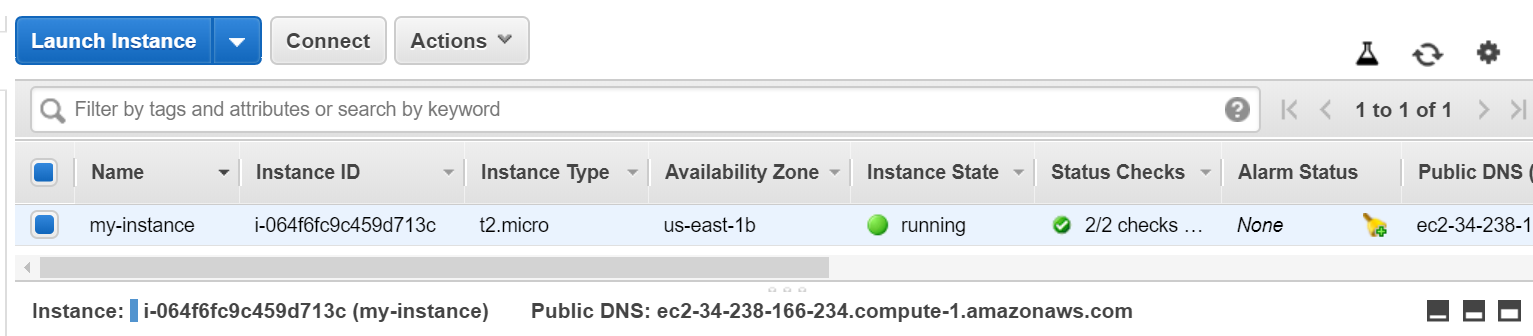 Launch Instance Connect Actions
Filter by tags and attributes or search by keyword ? 1 to 1 of 1
Name Instance ID Instance Type Availability Zone Instance State Status Checks Alarm Status Public DNS (
my-instance i-064f6fc9c459d713c t2.micro us-east-1b running 2/2 checks ... None ec2-34-238-1
Instance: i-064f6fc9c459d713c (my-instance) Public DNS: ec2-34-238-166-234.compute-1.amazonaws.com